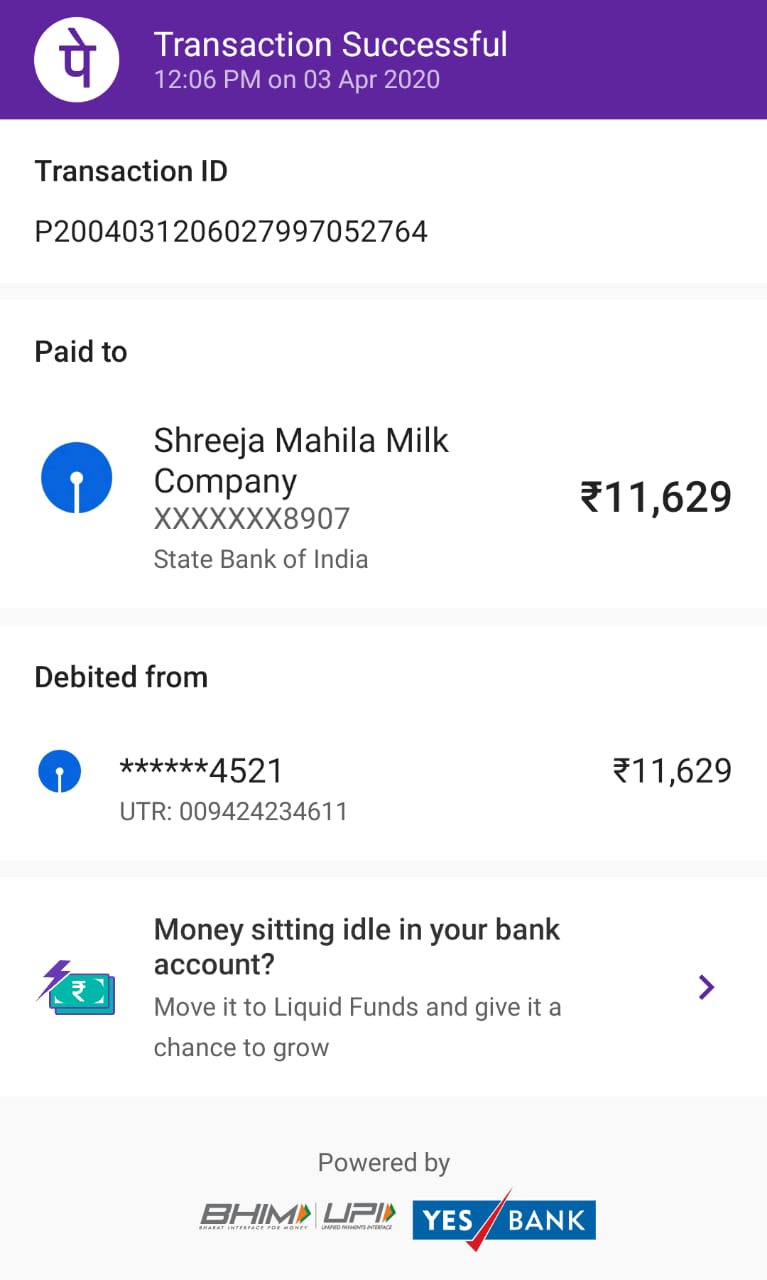 पे
Transaction Successful
12:06 PM on 03 Apr 2020
Transaction ID
P2004031206027997052764
Paid to
Shreeja Mahila Milk
Company
XXXXXXX8907
₹11,629
State Bank of India
Debited from
******4521
₹11,629
UTR: 009424234611
Money sitting idle in your bank
account?
₹
Move it to Liquid Funds and give it a
chance to grow
Powered by
BHIM UPI YES BANK
BHARAT INTERFACE FOR MONEY UNIFIED PAYMENTS INTERFACE